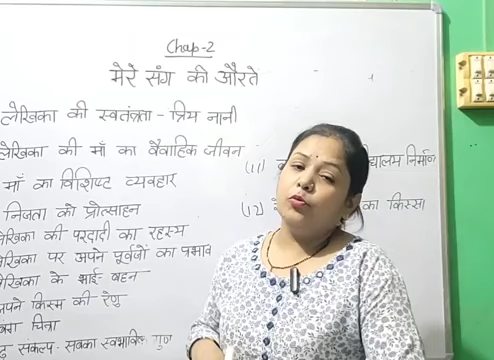 Chap-2
मेरे संग की औरतें
लेखिका की स्वतंत्रता - प्रिय नानी
लेखिका की माँ का वैवाहिक जीवन
माँ का विशिष्ट व्यवहार
निजता को प्रोत्साहन
लेखिका की परदादी का रहस्य
लेखिका पर अपने पूर्वजों का प्रभाव
लेखिका के भाई-बहन
अपने किस्म की रेणु
चित्रा
संकल्प - सबका स्वभाविक गुण
(11)
निर्माण
(12)
का किस्सा